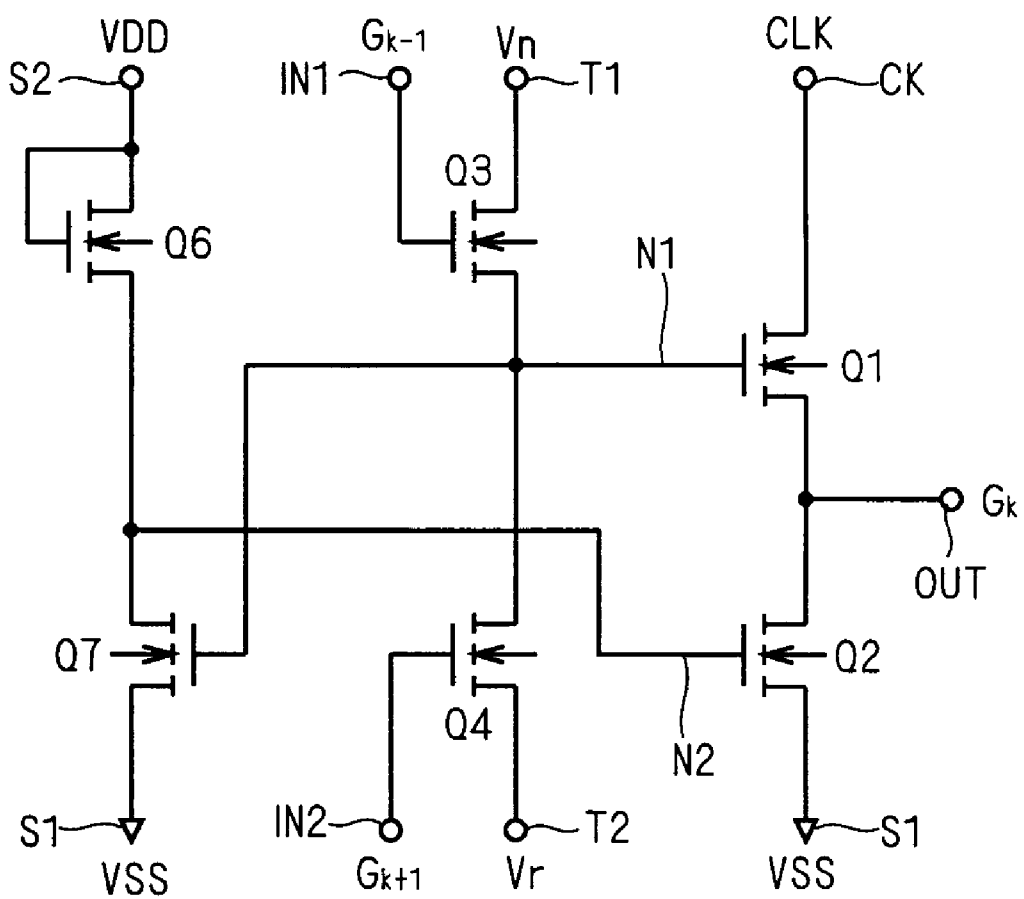 VDD
Gk-1
Vn
CLK
S2
IN1
T1
CK
Q3
Q6
N1
Q1
Gk
OUT
Q7
Q2
Q4
N2
S1
IN2
T2
S1
VSS
Gk+1
Vr
VSS